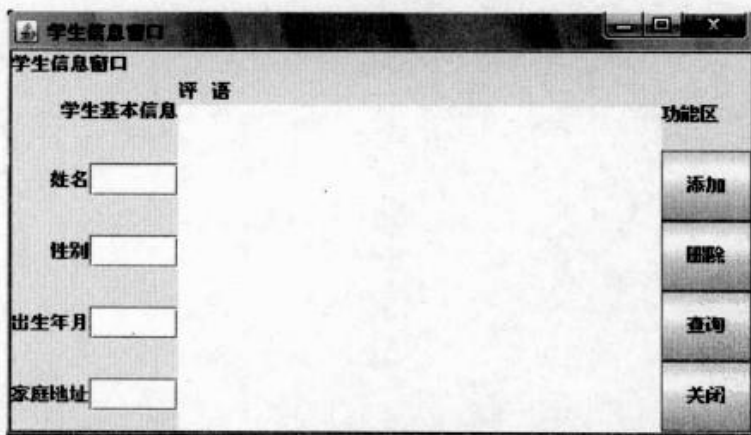 学生信息窗口
学生信息窗口
评 语
学生基本信息
功能区
姓名
添加
性别
删除
出生年月
查询
家庭地址
关闭